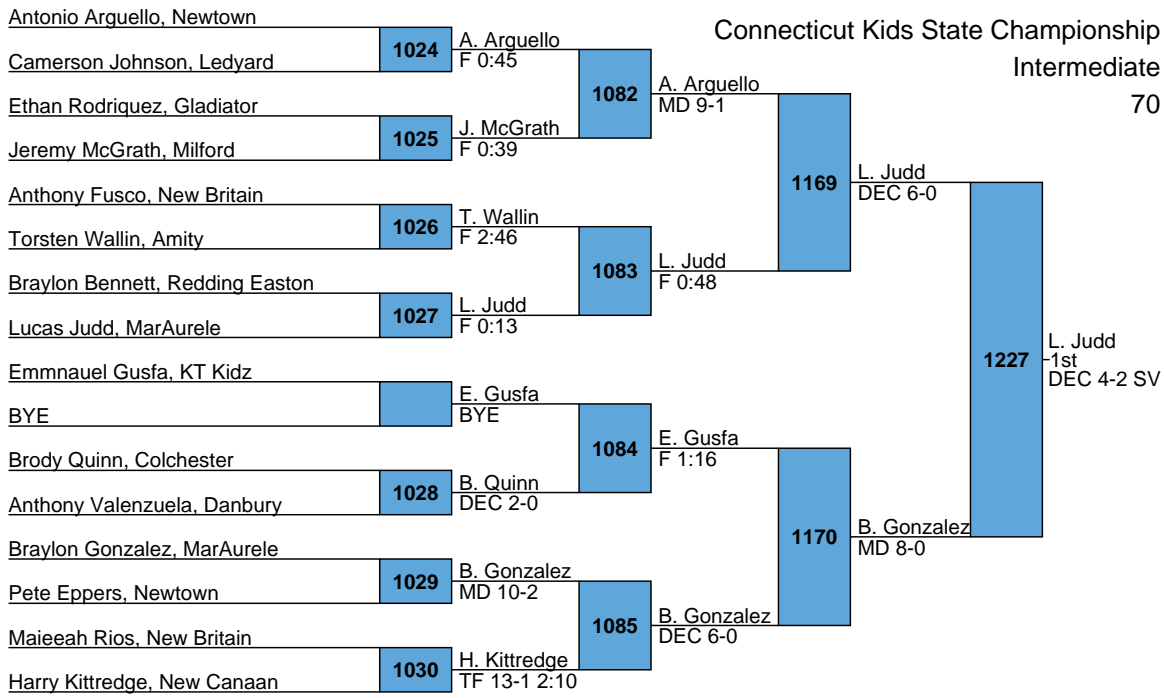 Connecticut Kids State Championship
Intermediate
70
Antonio Arguello, Newtown
Camerson Johnson, Ledyard
Ethan Rodriquez, Gladiator
Jeremy McGrath, Milford
Anthony Fusco, New Britain
Torsten Wallin, Amity
Braylon Bennett, Redding Easton
Lucas Judd, MarAurele
Emmnauel Gusfa, KT Kidz
BYE
Brody Quinn, Colchester
Anthony Valenzuela, Danbury
Braylon Gonzalez, MarAurele
Pete Eppers, Newtown
Maieeah Rios, New Britain
Harry Kittredge, New Canaan
1024
1025
1026
1027
1028
1029
1030
A. Arguello
F 0:45
J. McGrath
F 0:39
T. Wallin
F 2:46
L. Judd
F 0:13
E. Gusfa
BYE
B. Quinn
DEC 2-0
B. Gonzalez
MD 10-2
H. Kittredge
TF 13-1 2:10
1082
1083
1084
1085
A. Arguello
MD 9-1
L. Judd
F 0:48
E. Gusfa
F 1:16
B. Gonzalez
DEC 6-0
1169
1170
L. Judd
DEC 6-0
B. Gonzalez
MD 8-0
1227
L. Judd
1st
DEC 4-2 SV